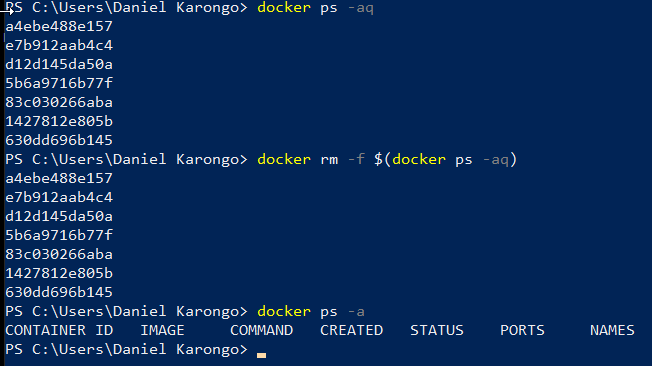 PS C:\Users\Daniel Karongo> docker ps -aq
a4ebe488e157
e7b912aab4c4
d12d145da50a
5b6a9716b77f
83c030266aba
1427812e805b
630dd696b145
PS C:\Users\Daniel Karongo> docker rm -f $(docker ps -aq)
a4ebe488e157
e7b912aab4c4
d12d145da50a
5b6a9716b77f
83c030266aba
1427812e805b
630dd696b145
PS C:\Users\Daniel Karongo> docker ps -a
CONTAINER ID   IMAGE     COMMAND   CREATED   STATUS    PORTS     NAMES
PS C:\Users\Daniel Karongo>